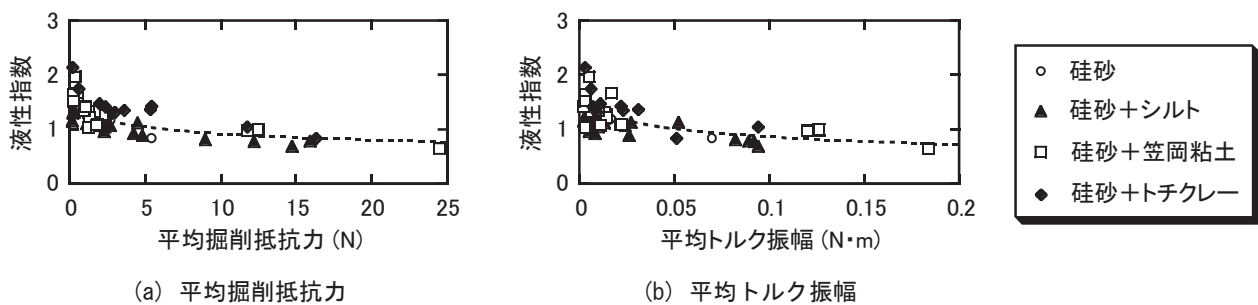 3
2
1
0
液性指数
0
5
10
15
20
25
平均掘削抵抗力 (N)
(a) 平均掘削抵抗力
3
2
1
0
液性指数
0
0.05
0.1
0.15
0.2
平均トルク振幅 (N・m)
(b) 平均トルク振幅
硅砂
硅砂＋シルト
硅砂＋笠岡粘土
硅砂＋トチクレー